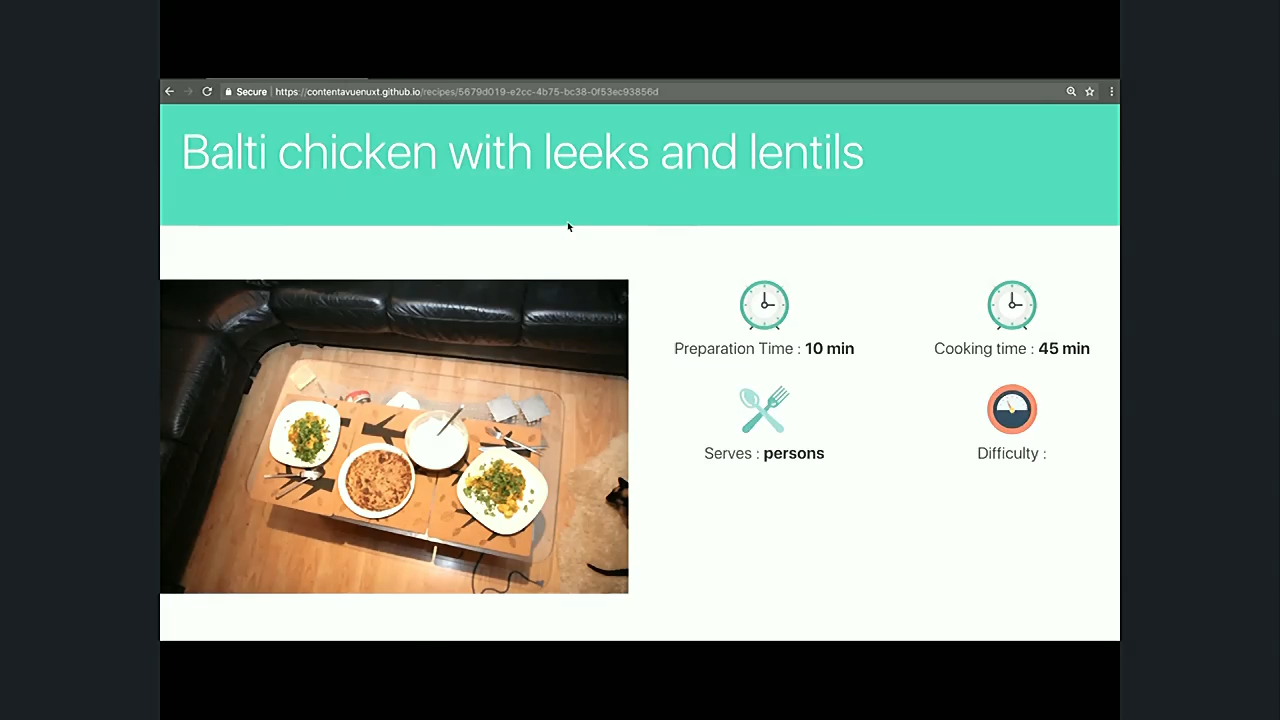 Secure | https://contentavuenuxt.github.io/recipes/5679d019-e2cc-4b75-bc38-0f53ec93856d
Balti chicken with leeks and lentils
Preparation Time : 10 min
Cooking time : 45 min
Serves : persons
Difficulty :